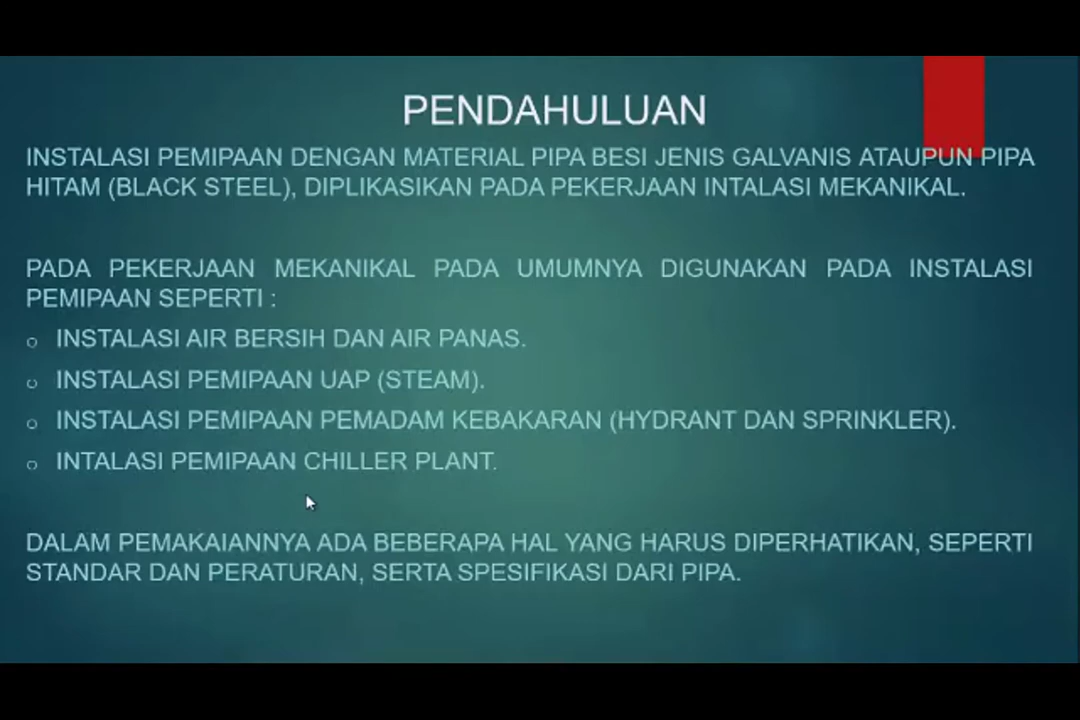 PENDAHULUAN
INSTALASI PEMIPAAN DENGAN MATERIAL PIPA BESI JENIS GALVANIS ATAUPUN PIPA
HITAM (BLACK STEEL), DIPLIKASIKAN PADA PEKERJAAN INTALASI MEKANIKAL.
PADA PEKERJAAN MEKANIKAL PADA UMUMNYA DIGUNAKAN PADA INSTALASI
PEMIPAAN SEPERTI :
o INSTALASI AIR BERSIH DAN AIR PANAS.
o INSTALASI PEMIPAAN UAP (STEAM).
o INSTALASI PEMIPAAN PEMADAM KEBAKARAN (HYDRANT DAN SPRINKLER).
o INTALASI PEMIPAAN CHILLER PLANT.
DALAM PEMAKAIANNYA ADA BEBERAPA HAL YANG HARUS DIPERHATIKAN, SEPERTI
STANDAR DAN PERATURAN, SERTA SPESIFIKASI DARI PIPA.